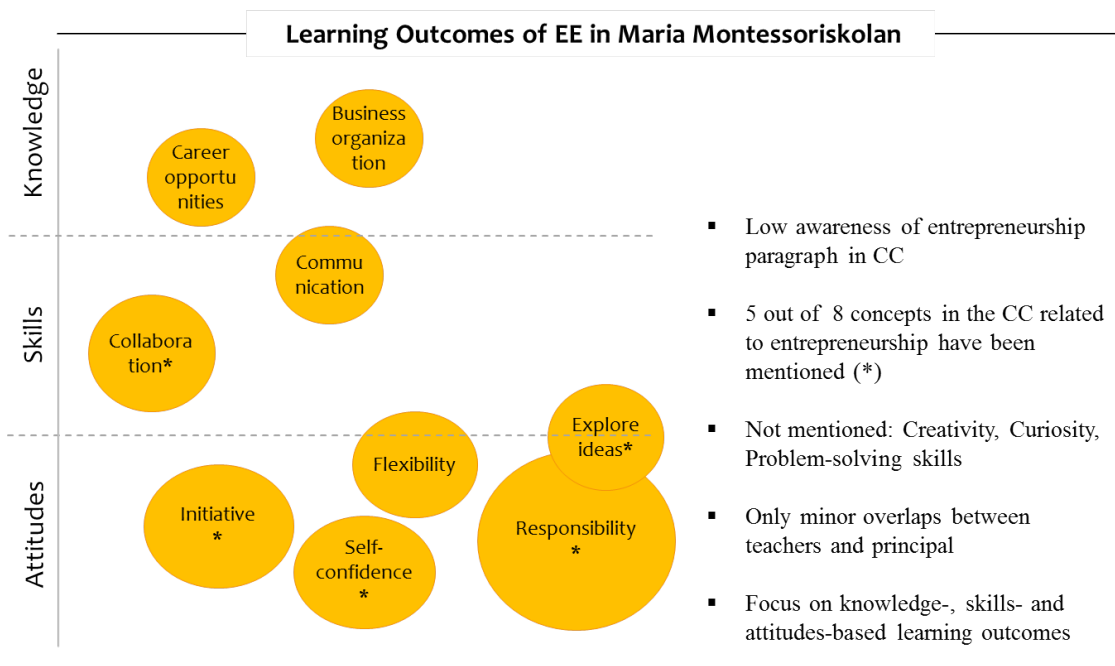 Learning Outcomes of EE in Maria Montessoriskolan
Knowledge
Business
organiza
tion
Career
opportu
nities
Skills
Commu
nication
Collabora
tion*
Attitudes
Explore
ideas*
Flexibility
Initiative
*
Responsibility
*
Self-
confidence
*
▪ Low awareness of entrepreneurship
paragraph in CC
▪ 5 out of 8 concepts in the CC related
to entrepreneurship have been
mentioned (*)
▪ Not mentioned: Creativity, Curiosity,
Problem-solving skills
▪ Only minor overlaps between
teachers and principal
▪ Focus on knowledge-, skills- and
attitudes-based learning outcomes